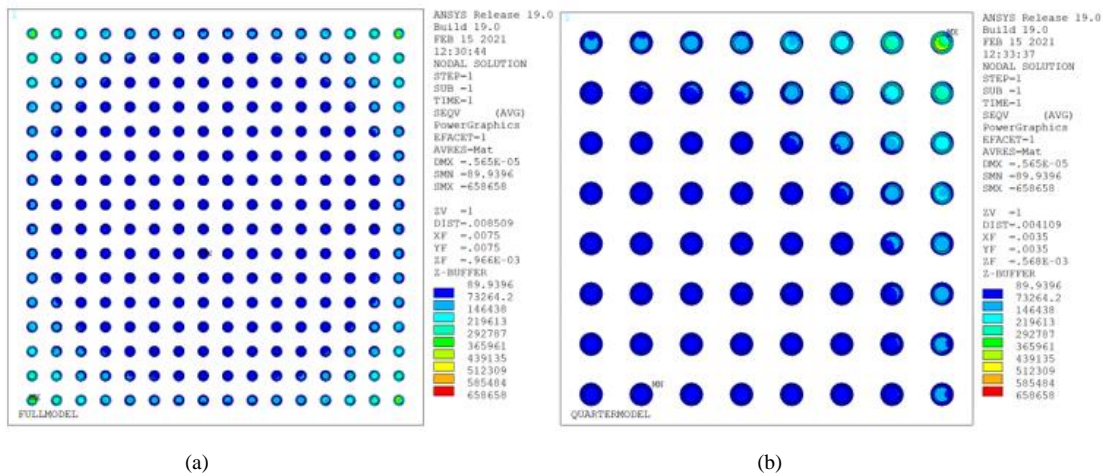 1
ANSYS Release 19.0
Build 19.0
FEB 15 2021
12:30:44
NODAL SOLUTION
STEP=1
SUB =1
TIME=1
SEQV (AVG)
PowerGraphics
EFACET=1
AVRES=Mat
DMX =.565E-05
SMN =89.9396
SMX =658658
ZV =1
DIST=.008509
XF =.0075
YF =.0075
ZF =.966E-03
Z-BUFFER
89.9396
73264.2
146438
219613
292787
365961
439135
512309
585484
658658
MX
FULLMODEL
(a)
1
ANSYS Release 19.0
Build 19.0
FEB 15 2021
12:33:37
NODAL SOLUTION
STEP=1
SUB =1
TIME=1
SEQV (AVG)
PowerGraphics
EFACET=1
AVRES=Mat
DMX =.565E-05
SMN =89.9396
SMX =658658
ZV =1
DIST=.004109
XF =.0035
YF =.0035
ZF =.568E-03
Z-BUFFER
89.9396
73264.2
146438
219613
292787
365961
439135
512309
585484
658658
MX
MN
QUARTERMODEL
(b)